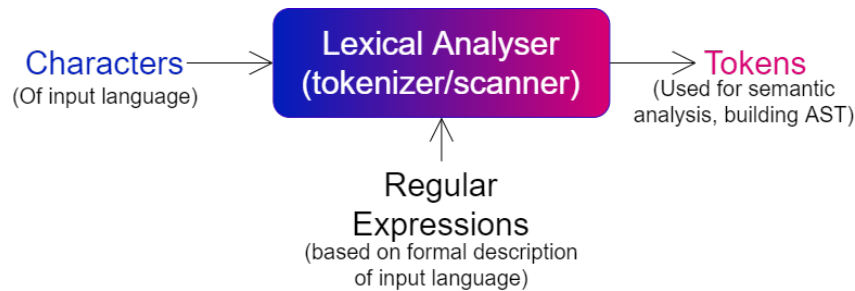 Characters
(Of input language)
Lexical Analyser
(tokenizer/scanner)
Tokens
(Used for semantic
analysis, building AST)
Regular
Expressions
(based on formal description
of input language)